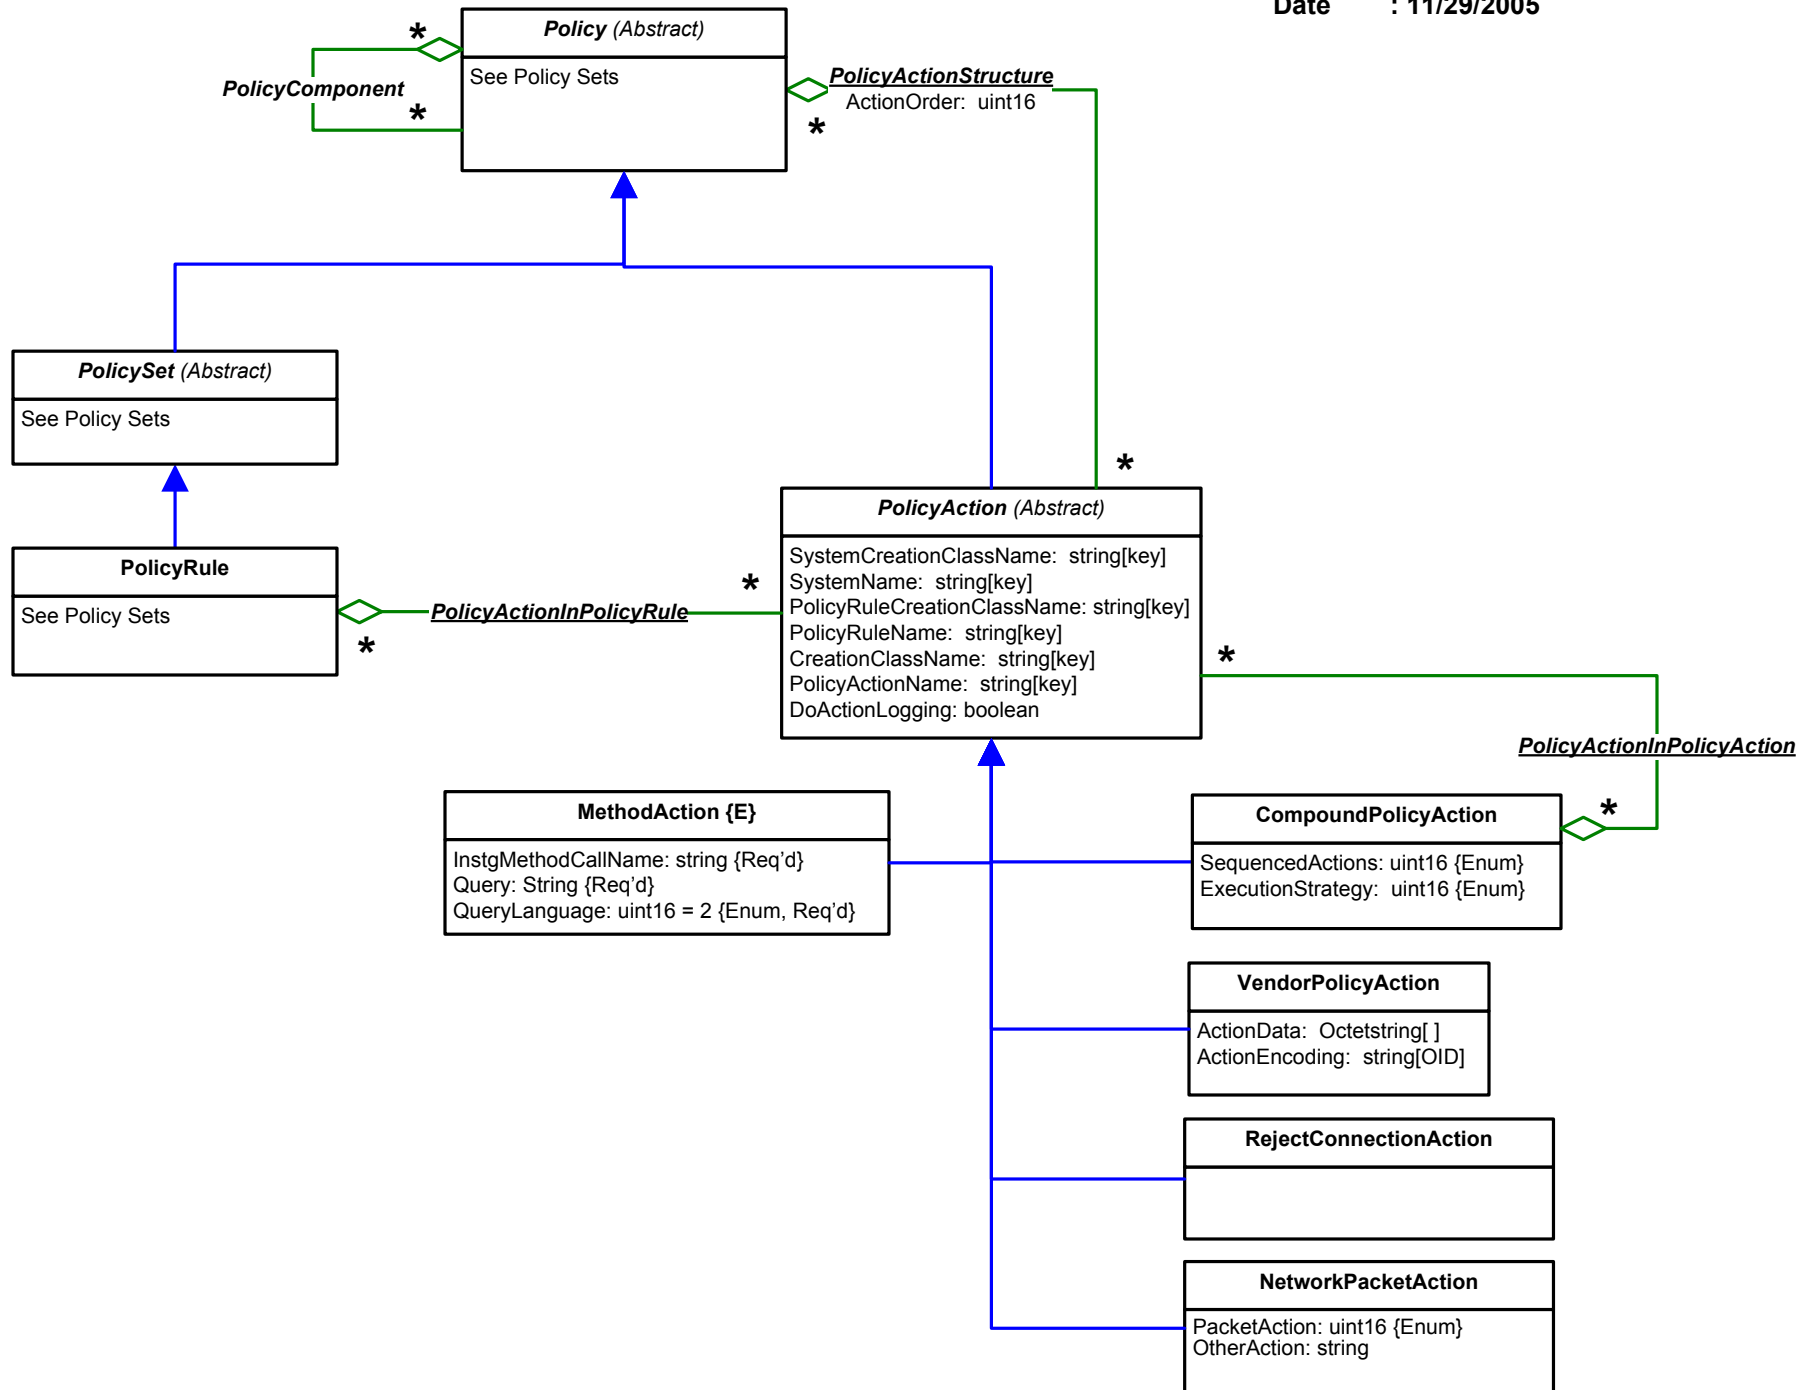 Date : 11/29/2005
Policy (Abstract)
See Policy Sets
*
PolicyComponent
*
PolicyActionStructure
ActionOrder: uint16
*
PolicySet (Abstract)
See Policy Sets
*
PolicyAction (Abstract)
SystemCreationClassName: string[key]
SystemName: string[key]
PolicyRuleCreationClassName: string[key]
PolicyRuleName: string[key]
CreationClassName: string[key]
PolicyActionName: string[key]
DoActionLogging: boolean
PolicyRule
See Policy Sets
*
PolicyActionInPolicyRule
*
*
PolicyActionInPolicyAction
*
MethodAction {E}
InstgMethodCallName: string {Req’d}
Query: String {Req’d}
QueryLanguage: uint16 = 2 {Enum, Req’d}
CompoundPolicyAction
SequencedActions: uint16 {Enum}
ExecutionStrategy: uint16 {Enum}
VendorPolicyAction
ActionData: Octetstring[ ]
ActionEncoding: string[OID]
RejectConnectionAction
NetworkPacketAction
PacketAction: uint16 {Enum}
OtherAction: string